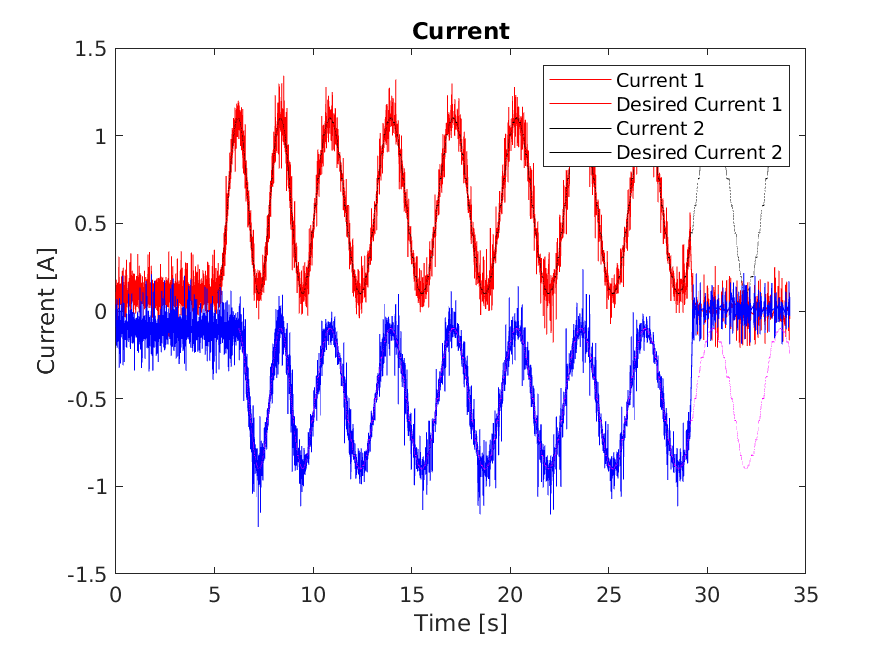 Current
Current 1
Desired Current 1
Current 2
Desired Current 2
1.5
1
0.5
0
-0.5
-1
-1.5
Current [A]
0 5 10 15 20 25 30 35
Time [s]